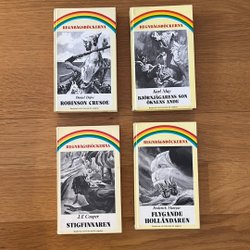 REGNBÅGSBÖCKERNA
Daniel Defoe
ROBINSON CRUSOE
REGNBÅGSBÖCKERNA
Karl May
BJÖRNJÄGARENS SON
ÖKENS ANDE
REGNBÅGSBÖCKERNA
J.F. Cooper
STIGFINNAREN
REGNBÅGSBÖCKERNA
Frederick Marryat
FLYGANDE
HOLLÄNDAREN